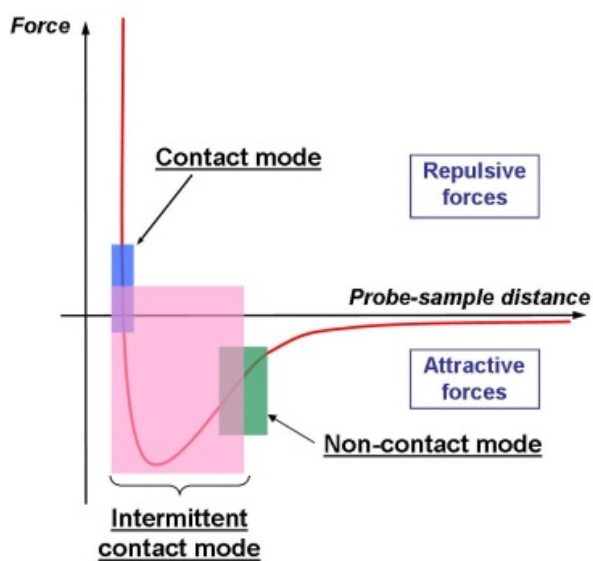 Force
Contact mode
Repulsive
forces
Probe-sample distance
Attractive
forces
Non-contact mode
Intermittent
contact mode